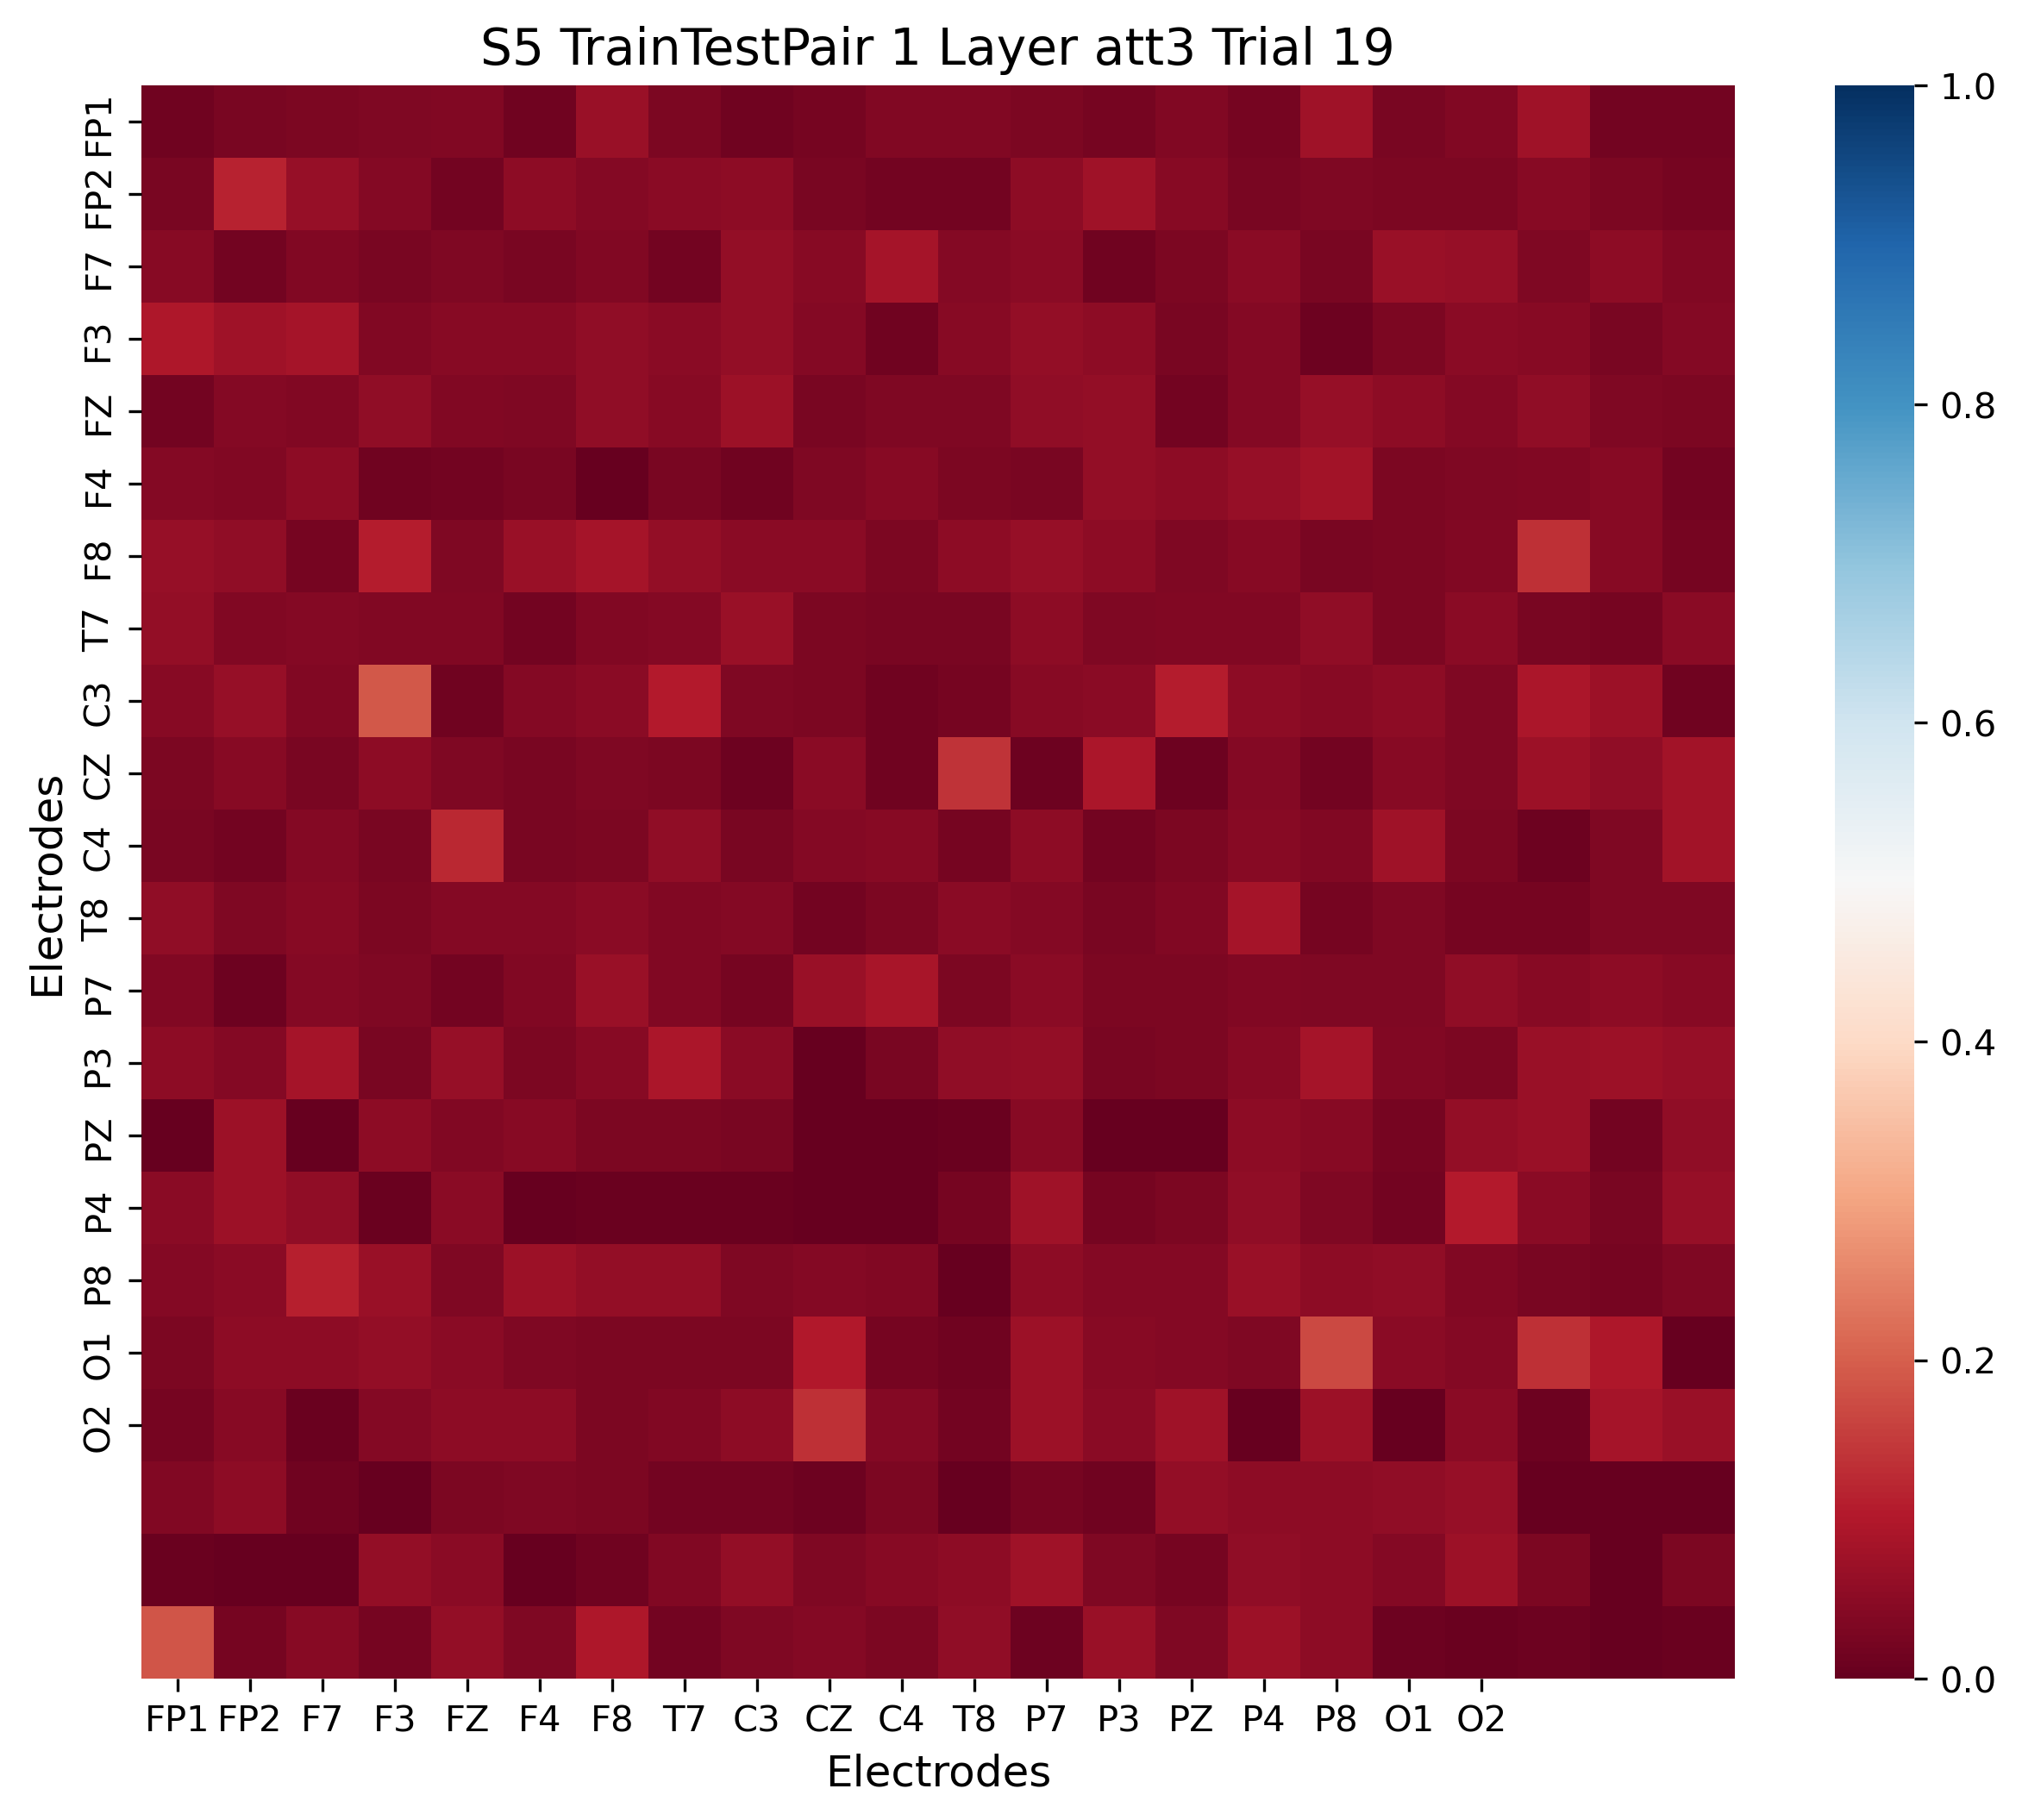 S5 TrainTestPair 1 Layer att3 Trial 19
Electrodes
FP1
FP2
F7
F3
FZ
F4
F8
T7
C3
CZ
C4
T8
P7
P3
PZ
P4
P8
O1
O2
FP1 FP2 F7 F3 FZ F4 F8 T7 C3 CZ C4 T8 P7 P3 PZ P4 P8 O1 O2
Electrodes
1.0
0.8
0.6
0.4
0.2
0.0